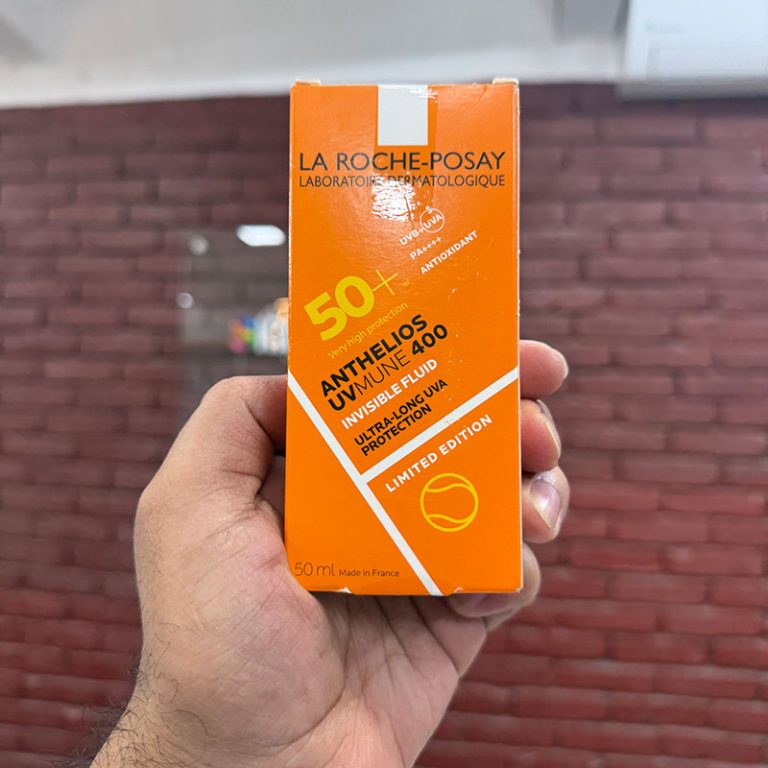 LA ROCHE-POSAY
LABORATOIRE DERMATOLOGIQUE
UVB+UVA
PA++++
ANTIOXIDANT
50+
Very high protection
ANTHELIOS
UVMUNE 400
INVISIBLE FLUID
ULTRA-LONG UVA
PROTECTION
LIMITED EDITION
50 ml Made in France